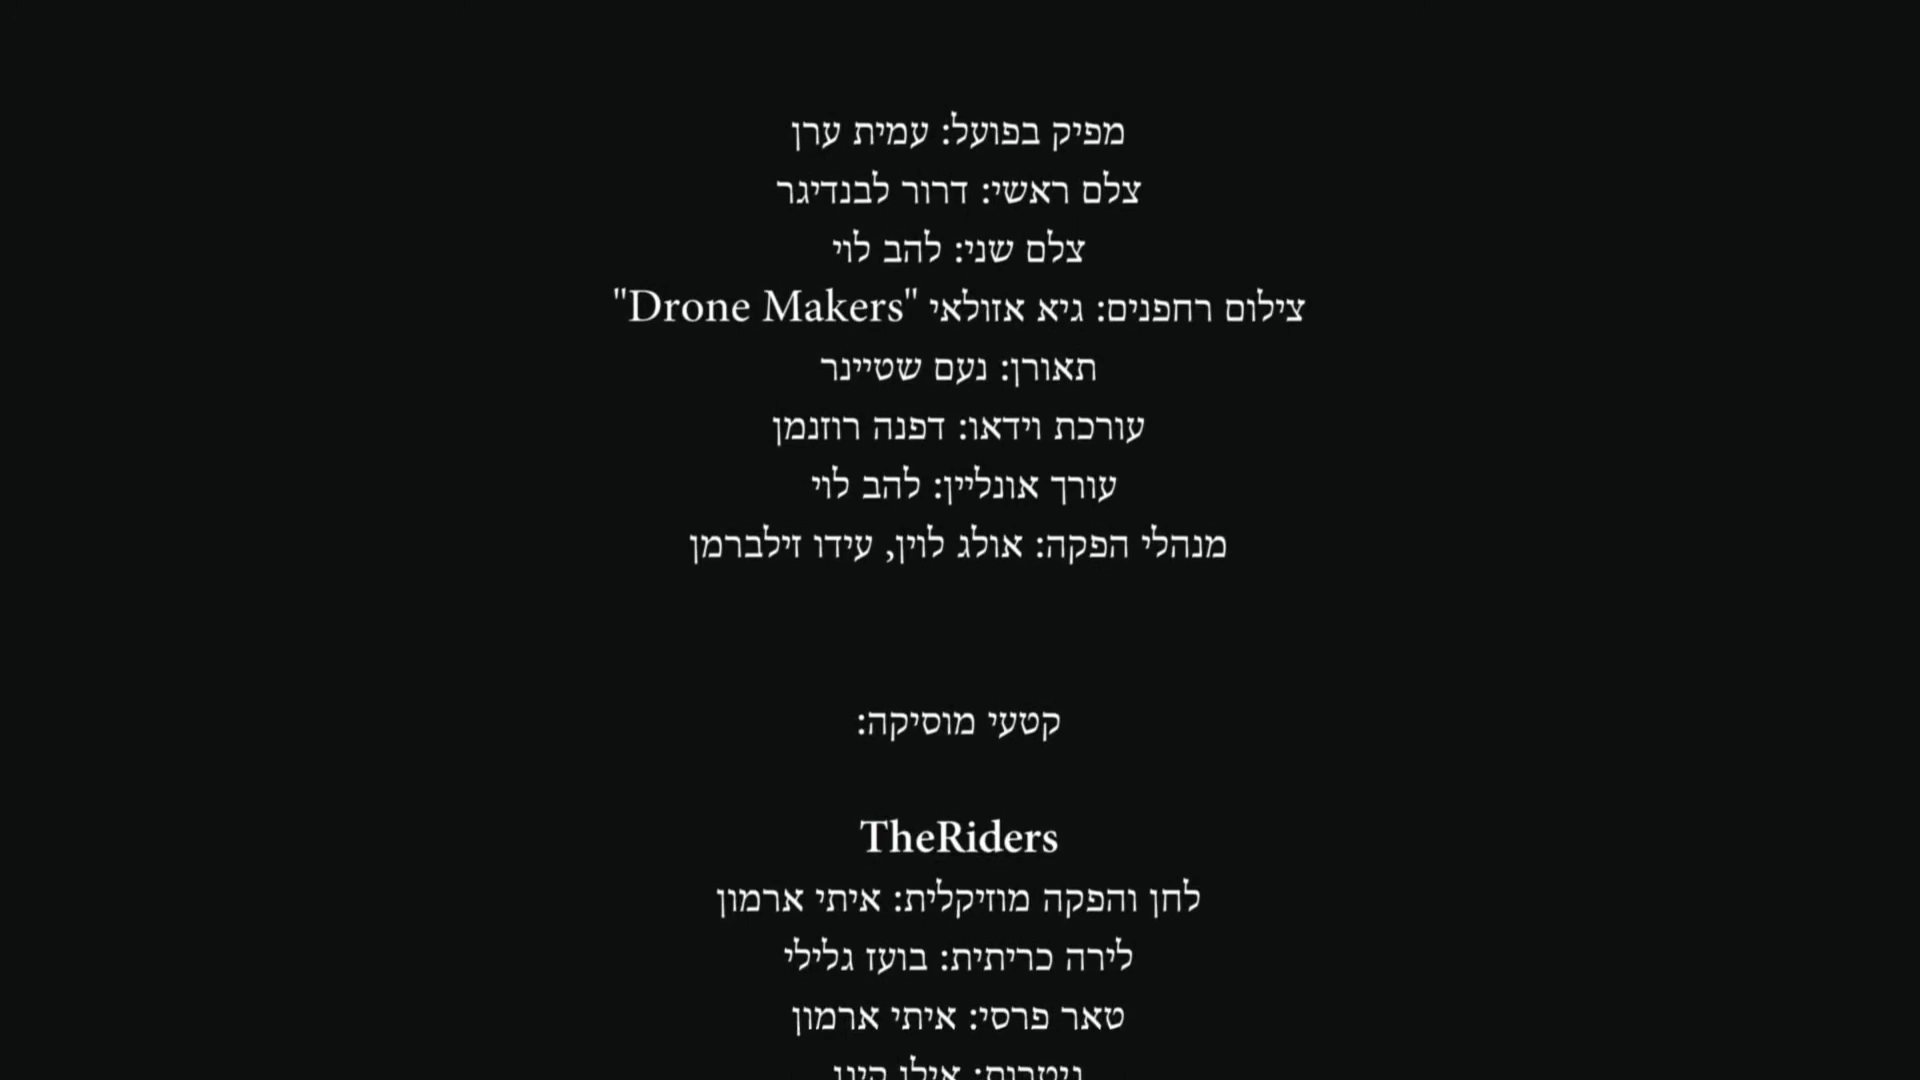 מפיק בפועל: עמית ערן
צלם ראשי: דרור לבנדיגר
צלם שני: להב לוי
צילום רחפנים: גיא אזולאי "Drone Makers"
תאורן: נעם שטיינר
עורכת וידאו: דפנה רוזנמן
עורך אונליין: להב לוי
מנהלי הפקה: אולג לוין, עידו זילברמן
קטעי מוסיקה:
TheRiders
לחן והפקה מוזיקלית: איתי ארמון
לירה כריתית: בועז גלילי
טאר פרסי: איתי ארמון